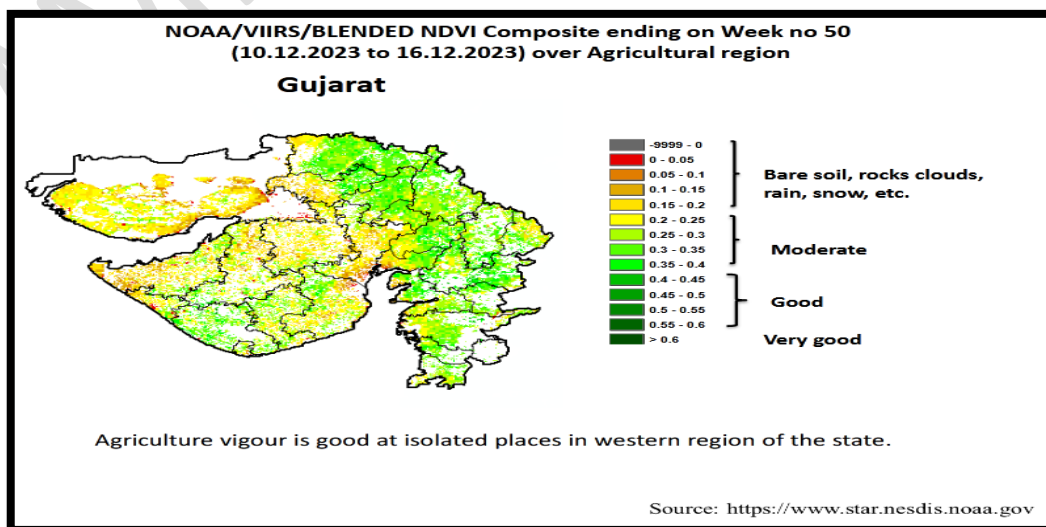 NOAA/VIIRS/BLENDED NDVI Composite ending on Week no 50
(10.12.2023 to 16.12.2023) over Agricultural region
Gujarat
-9999 - 0
0 - 0.05
0.05 - 0.1
0.1 - 0.15
0.15 - 0.2
0.2 - 0.25
0.25 - 0.3
0.3 - 0.35
0.35 - 0.4
0.4 - 0.45
0.45 - 0.5
0.5 - 0.55
0.55 - 0.6
> 0.6
Bare soil, rocks clouds,
rain, snow, etc.
Moderate
Good
Very good
Agriculture vigour is good at isolated places in western region of the state.
Source: https://www.star.nesdis.noaa.gov